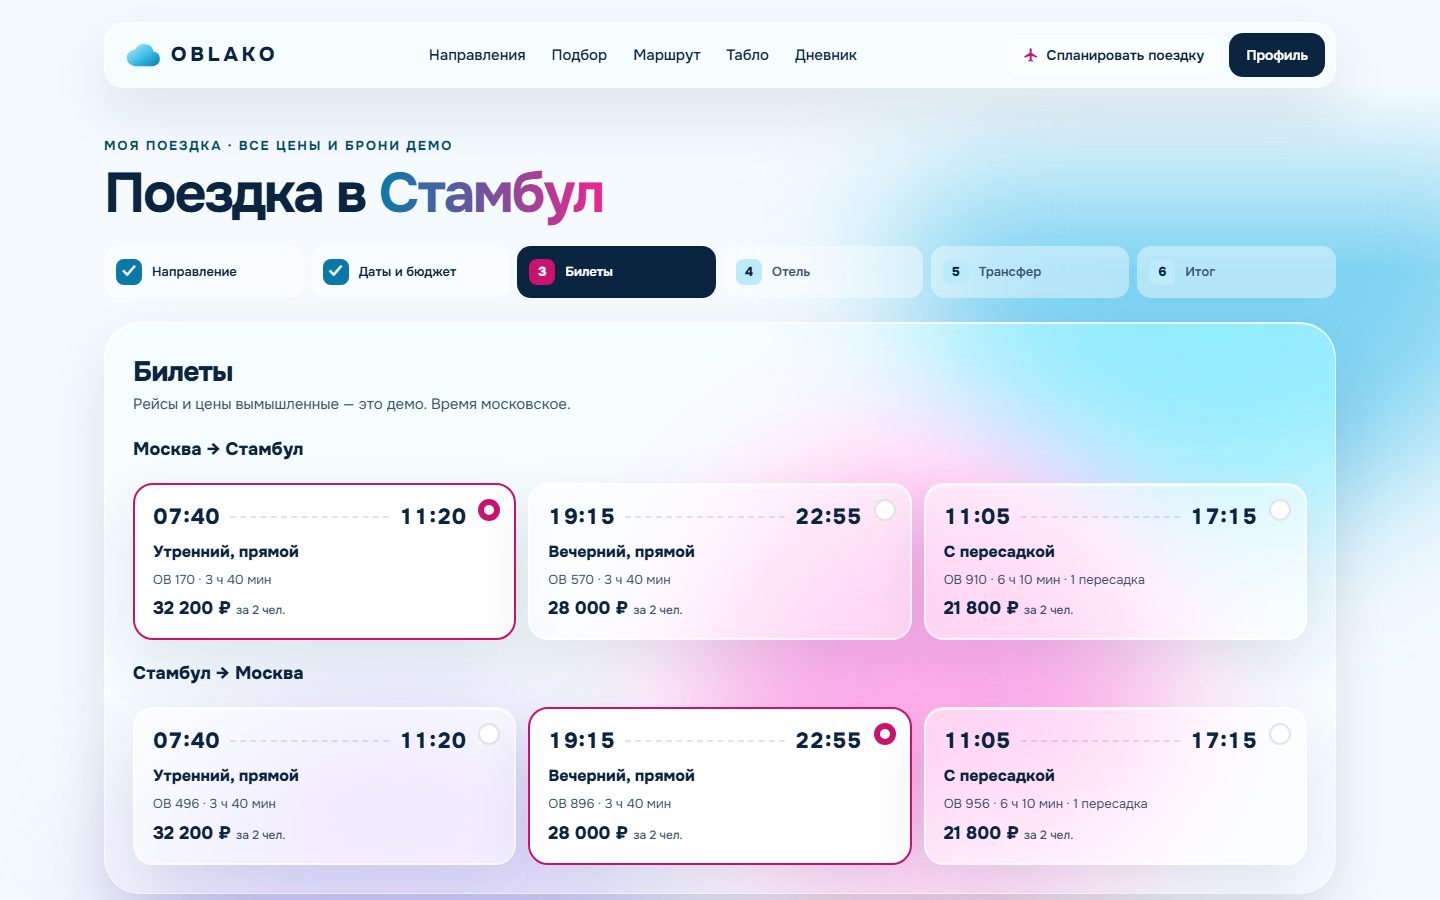 OBLAKO
Направления Подбор Маршрут Табло Дневник
Спланировать поездку
Профиль
МОЯ ПОЕЗДКА · ВСЕ ЦЕНЫ И БРОНИ ДЕМО
Поездка в Стамбул
Направление
Даты и бюджет
3 Билеты
4 Отель
5 Трансфер
6 Итог
Билеты
Рейсы и цены вымышленные — это демо. Время московское.
Москва → Стамбул
07:40 11:20
Утренний, прямой
OB 170 · 3 ч 40 мин
32 200 ₽ за 2 чел.
19:15 22:55
Вечерний, прямой
OB 570 · 3 ч 40 мин
28 000 ₽ за 2 чел.
11:05 17:15
С пересадкой
OB 910 · 6 ч 10 мин · 1 пересадка
21 800 ₽ за 2 чел.
Стамбул → Москва
07:40 11:20
Утренний, прямой
OB 496 · 3 ч 40 мин
32 200 ₽ за 2 чел.
19:15 22:55
Вечерний, прямой
OB 896 · 3 ч 40 мин
28 000 ₽ за 2 чел.
11:05 17:15
С пересадкой
OB 956 · 6 ч 10 мин · 1 пересадка
21 800 ₽ за 2 чел.